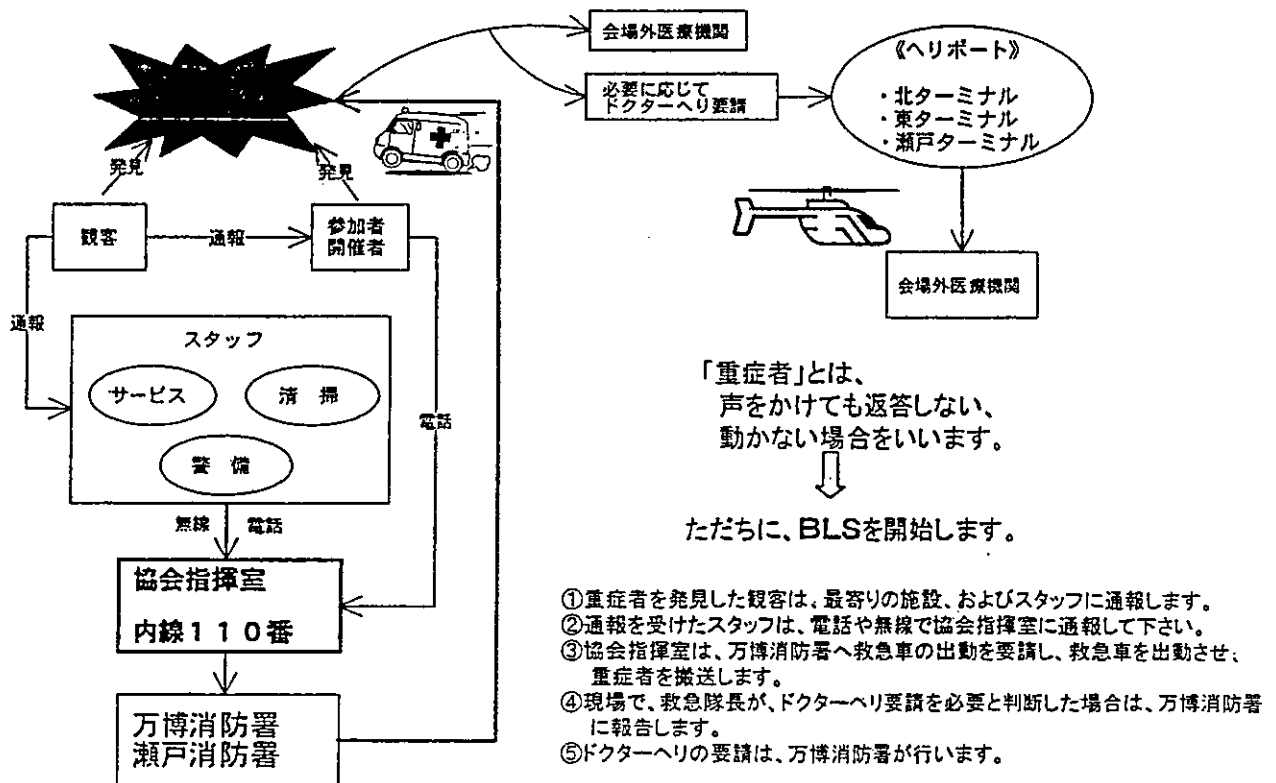 会場外医療機関
必要に応じて
ドクターヘリ要請
《ヘリポート》
・北ターミナル
・東ターミナル
・瀬戸ターミナル
会場外医療機関
発見
発見
観客
通報
参加者
開催者
通報
スタッフ
サービス
清 掃
警 備
電話
無線
電話
協会指揮室
内線110番
万博消防署
瀬戸消防署
「重症者」とは、
声をかけても返答しない、
動かない場合をいいます。
ただちに、BLSを開始します。
①重症者を発見した観客は、最寄りの施設、およびスタッフに通報します。
②通報を受けたスタッフは、電話や無線で協会指揮室に通報して下さい。
③協会指揮室は、万博消防署へ救急車の出動を要請し、救急車を出動させ、
重症者を搬送します。
④現場で、救急隊長が、ドクターヘリ要請を必要と判断した場合は、万博消防署
に報告します。
⑤ドクターヘリの要請は、万博消防署が行います。